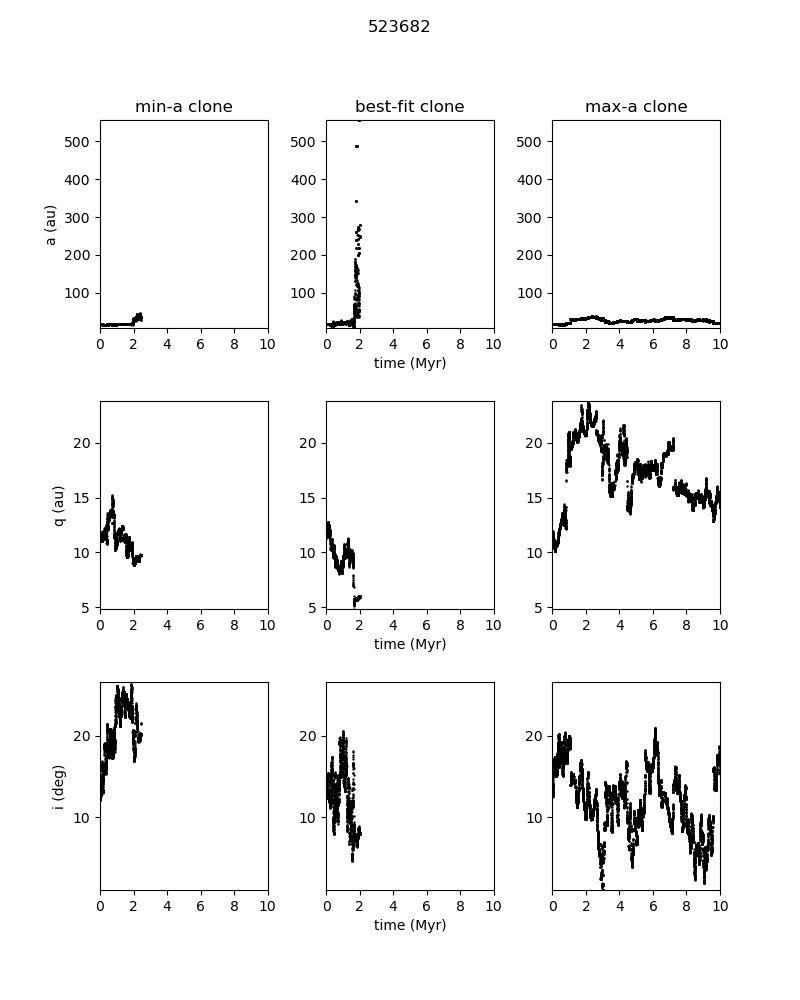 523682
min-a clone best-fit clone max-a clone
500 500 500
400 400 400
300 300 300
200 200 200
100 100 100
a (au)
0 2 4 6 8 10 0 2 4 6 8 10 0 2 4 6 8 10
time (Myr)
20 20 20
15 15 15
10 10 10
5 5 5
q (au)
0 2 4 6 8 10 0 2 4 6 8 10 0 2 4 6 8 10
time (Myr)
20 20 20
10 10 10
i (deg)
0 2 4 6 8 10 0 2 4 6 8 10 0 2 4 6 8 10
time (Myr)